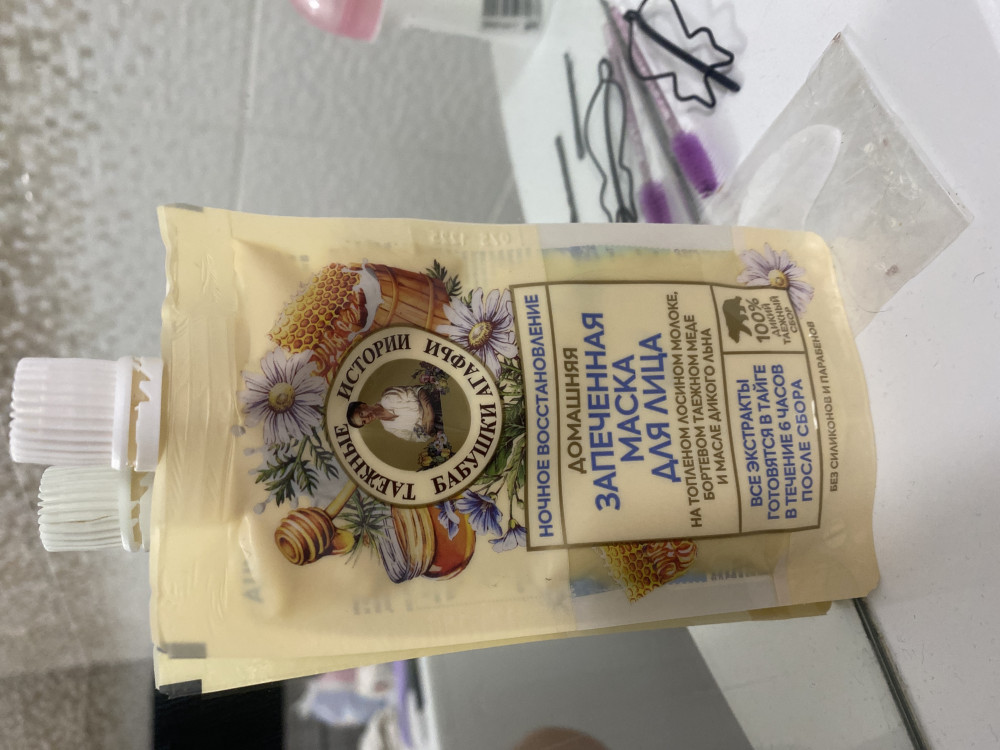 ТАЕЖНЫЕ ИСТОРИИ
БАБУШКИ АГАФЬИ
НОЧНОЕ ВОССТАНОВЛЕНИЕ
ДОМАШНЯЯ
ЗАПЕЧЕННАЯ
МАСКА
ДЛЯ ЛИЦА
НА ТОПЛЕНОМ ЛОСИНОМ МОЛОКЕ,
БОРТЕВОМ ТАЕЖНОМ МЕДЕ
И МАСЛЕ ДИКОГО ЛЬНА
ВСЕ ЭКСТРАКТЫ
ГОТОВЯТСЯ В ТАЙГЕ
В ТЕЧЕНИЕ 6 ЧАСОВ
ПОСЛЕ СБОРА
100%
ДИКИЙ
ТАЕЖНЫЙ
СБОР
БЕЗ СИЛИКОНОВ И ПАРАБЕНОВ